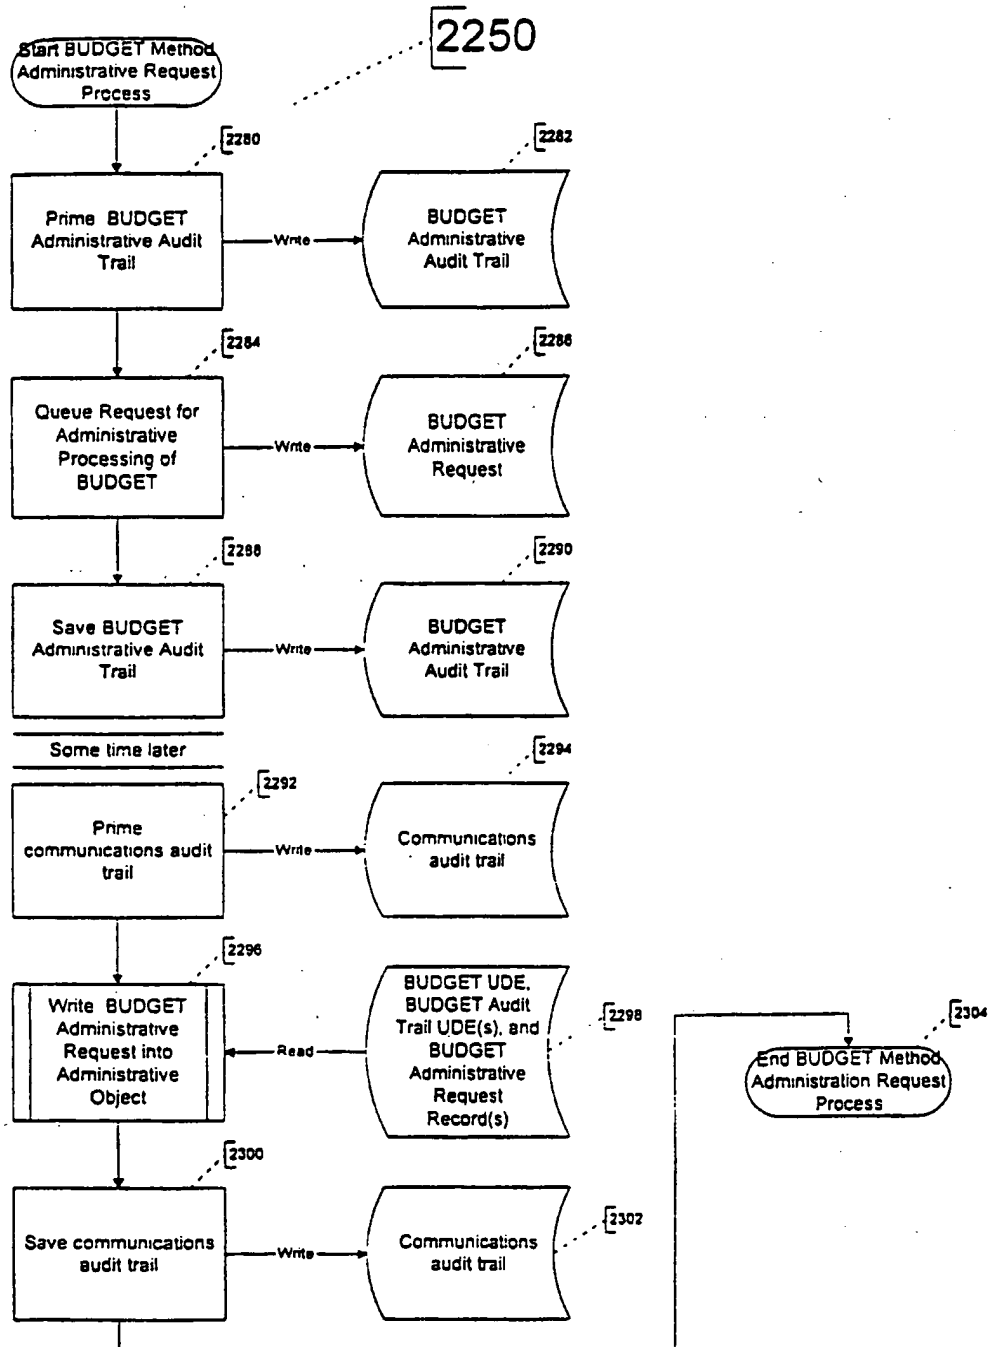 2250
Start BUDGET Method
Administrative Request
Process
2280
Prime BUDGET
Administrative Audit
Trail
Write
2282
BUDGET
Administrative
Audit Trail
2284
Queue Request for
Administrative
Processing of
BUDGET
Write
2286
BUDGET
Administrative
Request
2288
Save BUDGET
Administrative Audit
Trail
Write
2290
BUDGET
Administrative
Audit Trail
Some time later
2292
Prime
communications audit
trail
Write
2294
Communications
audit trail
2296
Write BUDGET
Administrative
Request into
Administrative
Object
Read
BUDGET UDE,
BUDGET Audit
Trail UDE(s), and
BUDGET
Administrative
Request
Record(s)
2298
2300
Save communications
audit trail
Write
Communications
audit trail
2302
2304
End BUDGET Method
Administration Request
Process